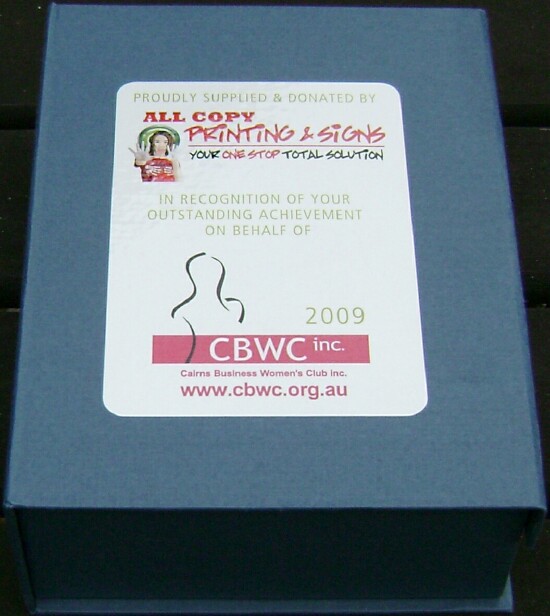 PROUDLY SUPPLIED & DONATED BY
ALL COPY
PRINTING & SIGNS
YOUR ONE STOP TOTAL SOLUTION
IN RECOGNITION OF YOUR
OUTSTANDING ACHIEVEMENT
ON BEHALF OF
2009
CBWC inc.
Cairns Business Women's Club Inc.
www.cbwc.org.au